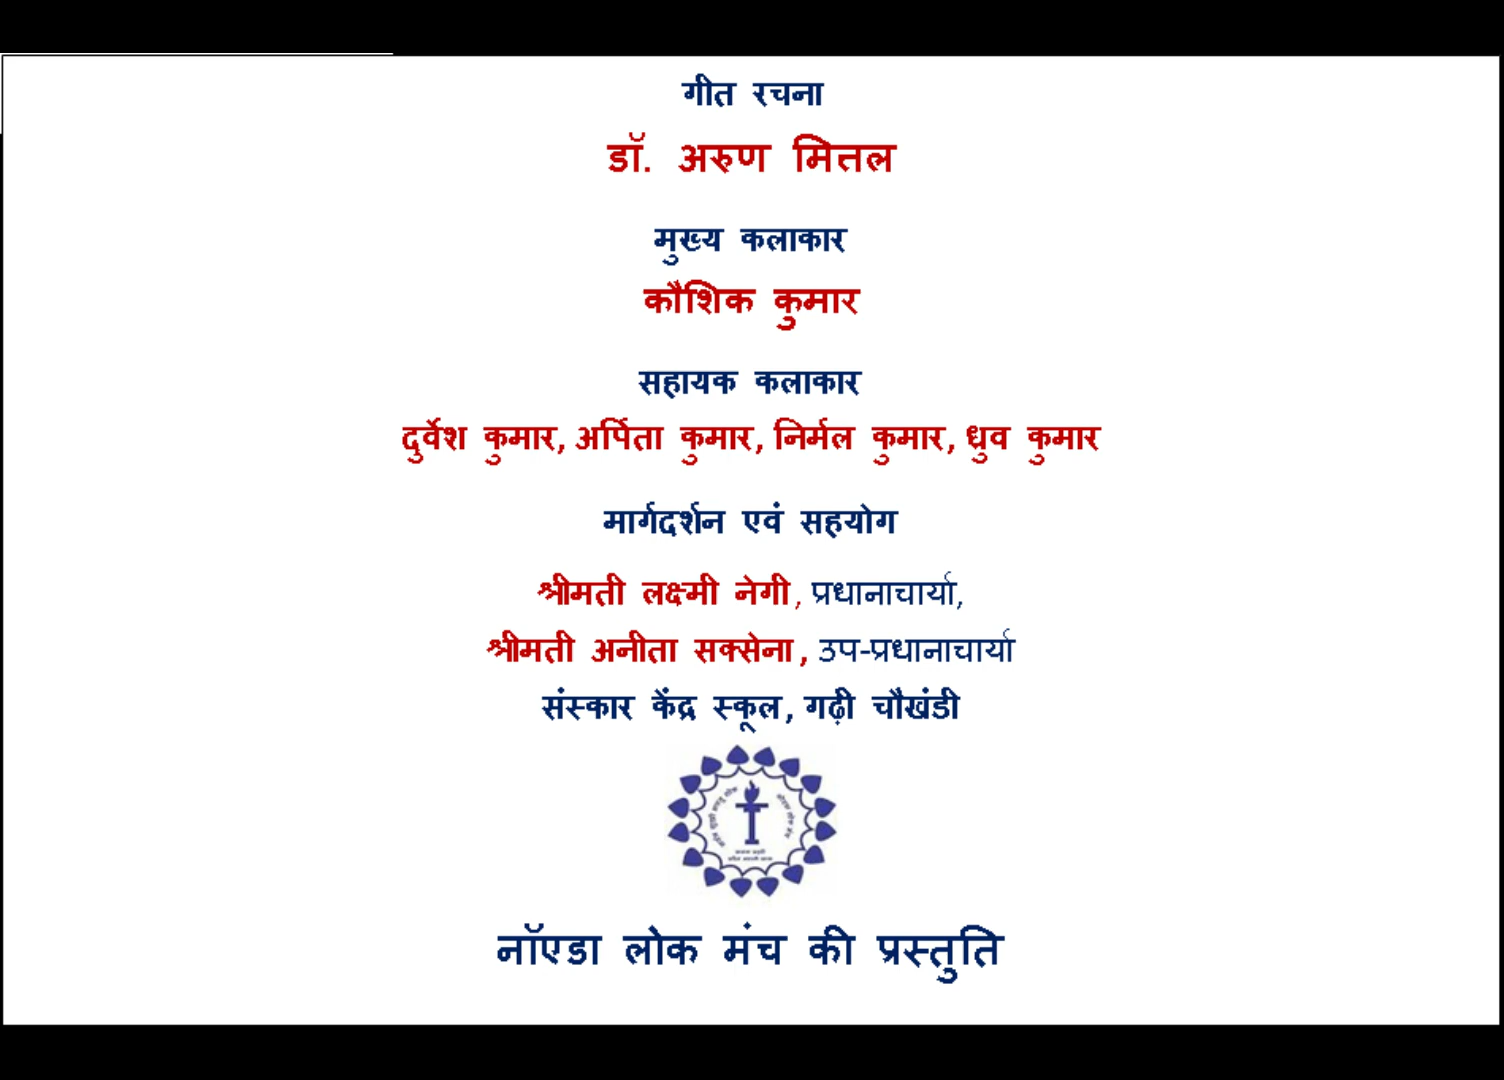 गीत रचना
डॉ. अरुण मित्तल
मुख्य कलाकार
कौशिक कुमार
सहायक कलाकार
दुर्वेश कुमार, अर्पिता कुमार, निर्मल कुमार, ध्रुव कुमार
मार्गदर्शन एवं सहयोग
श्रीमती लक्ष्मी नेगी, प्रधानाचार्या,
श्रीमती अनीता सक्सेना, उप-प्रधानाचार्या
संस्कार केंद्र स्कूल, गढ़ी चौखंडी
नॉएडा लोक मंच की प्रस्तुति